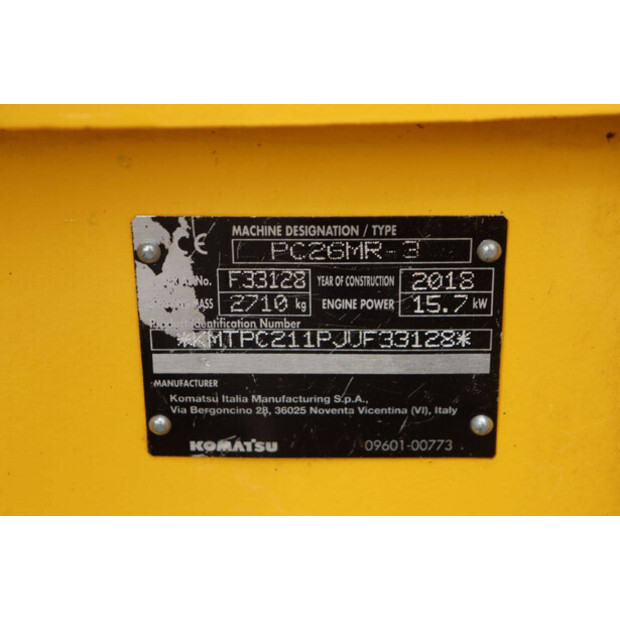 CE MACHINE DESIGNATION / TYPE
PC26MR-3
No. F33128 YEAR OF CONSTRUCTION 2018
MASS 2710 kg ENGINE POWER 15.7 kW
Product Identification Number
*KMTPC211PJUF33128*
MANUFACTURER
Komatsu Italia Manufacturing S.p.A.,
Via Bergoncino 28, 36025 Noventa Vicentina (VI), Italy
KOMATSU 09601-00773